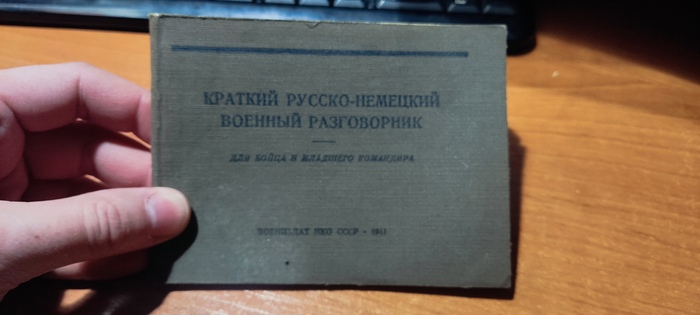 КРАТКИЙ РУССКО-НЕМЕЦКИЙ
ВОЕННЫЙ РАЗГОВОРНИК
ДЛЯ БОЙЦА И МЛАДШЕГО КОМАНДИРА
ВОЕНИЗДАТ НКО СССР • 1941